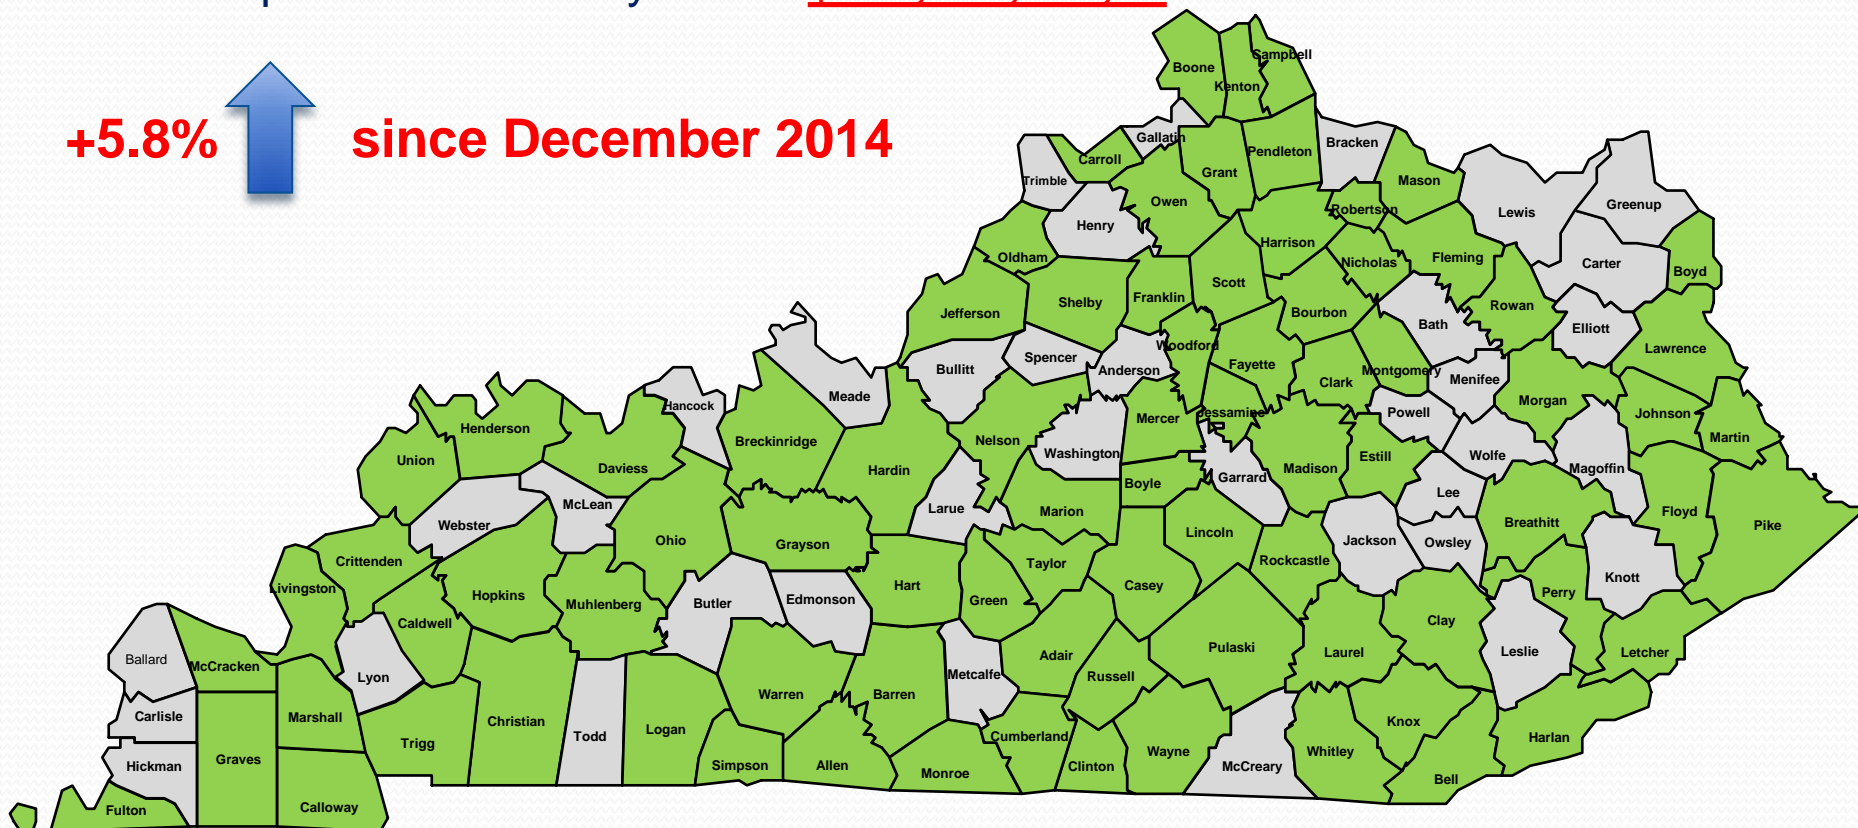 +5.8% since December 2014
Campbell
Boone
Kenton
Gallatin
Bracken
Carroll
Pendleton
Grant
Trimble
Mason
Owen
Robertson
Lewis
Greenup
Henry
Harrison
Oldham
Nicholas
Fleming
Carter
Boyd
Scott
Shelby
Franklin
Rowan
Jefferson
Bourbon
Bath
Elliott
Woodford
Lawrence
Spencer
Fayette
Bullitt
Anderson
Montgomery
Menifee
Clark
Meade
Morgan
Hancock
Jessamine
Powell
Johnson
Mercer
Henderson
Breckinridge
Nelson
Martin
Washington
Wolfe
Union
Estill
Daviess
Hardin
Madison
Magoffin
Garrard
Boyle
Lee
McLean
Larue
Marion
Floyd
Webster
Breathitt
Pike
Lincoln
Ohio
Grayson
Jackson
Owsley
Crittenden
Rockcastle
Taylor
Knott
Livingston
Hart
Casey
Hopkins
Perry
Muhlenberg
Butler
Edmonson
Green
Caldwell
Clay
Pulaski
Ballard
McCracken
Adair
Laurel
Leslie
Letcher
Lyon
Metcalfe
Russell
Warren
Barren
Carlisle
Marshall
Christian
Knox
Logan
Todd
Cumberland
Harlan
Trigg
Wayne
Whitley
Graves
Hickman
Simpson
Allen
Monroe
Clinton
McCreary
Bell
Fulton
Calloway